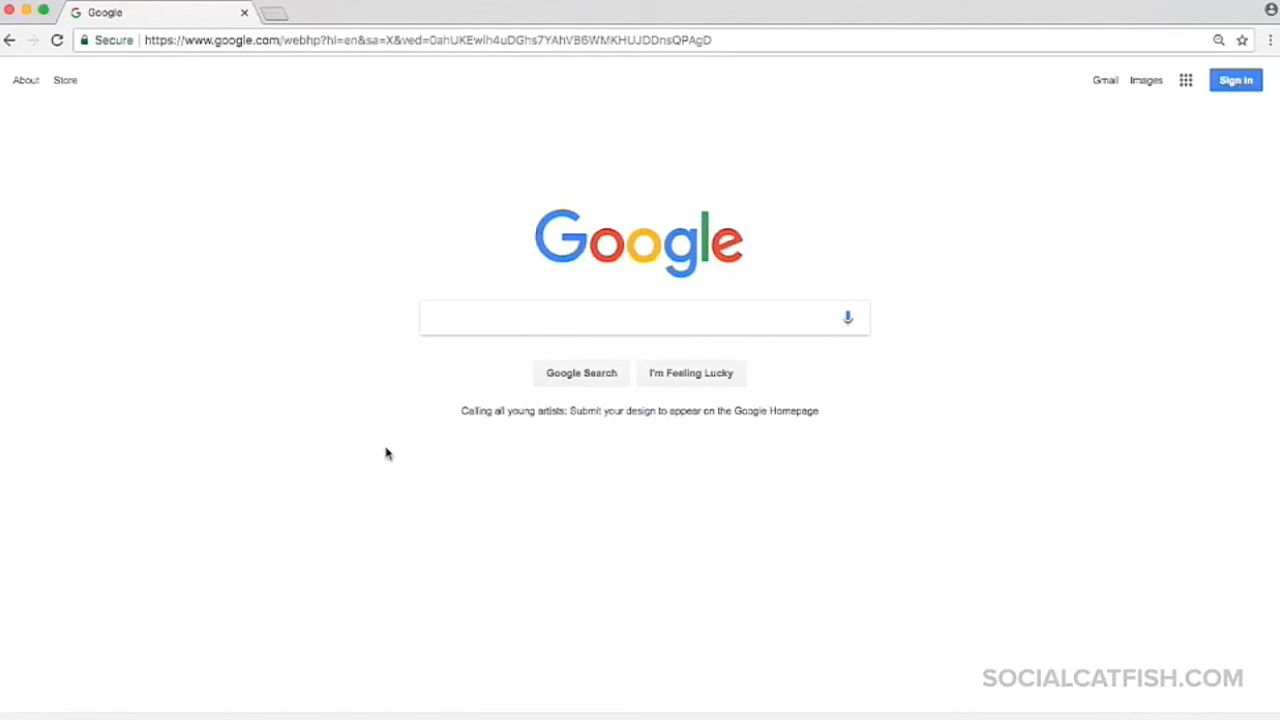 Google
Secure https://www.google.com/webhp?hl=en&sa=X&ved=0ahUKEwih4uDGhs7YAhVB6WMKHUJDDnsQPAgD
About Store
Gmail Images Sign in
Google
Google Search I'm Feeling Lucky
Calling all young artists: Submit your design to appear on the Google Homepage
SOCIALCATFISH.COM